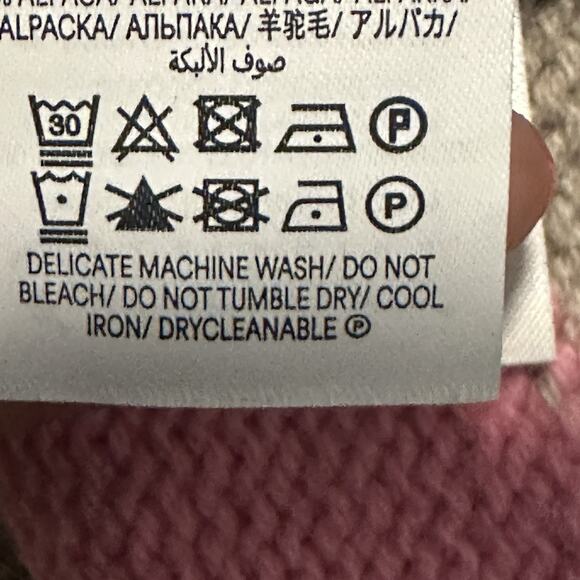 ALPACKA/ АЛЬПАКА/ 羊驼毛/ アルパカ/
صوف الألبكة
30 P
P
DELICATE MACHINE WASH/ DO NOT
BLEACH/ DO NOT TUMBLE DRY/ COOL
IRON/ DRYCLEANABLE Ⓟ